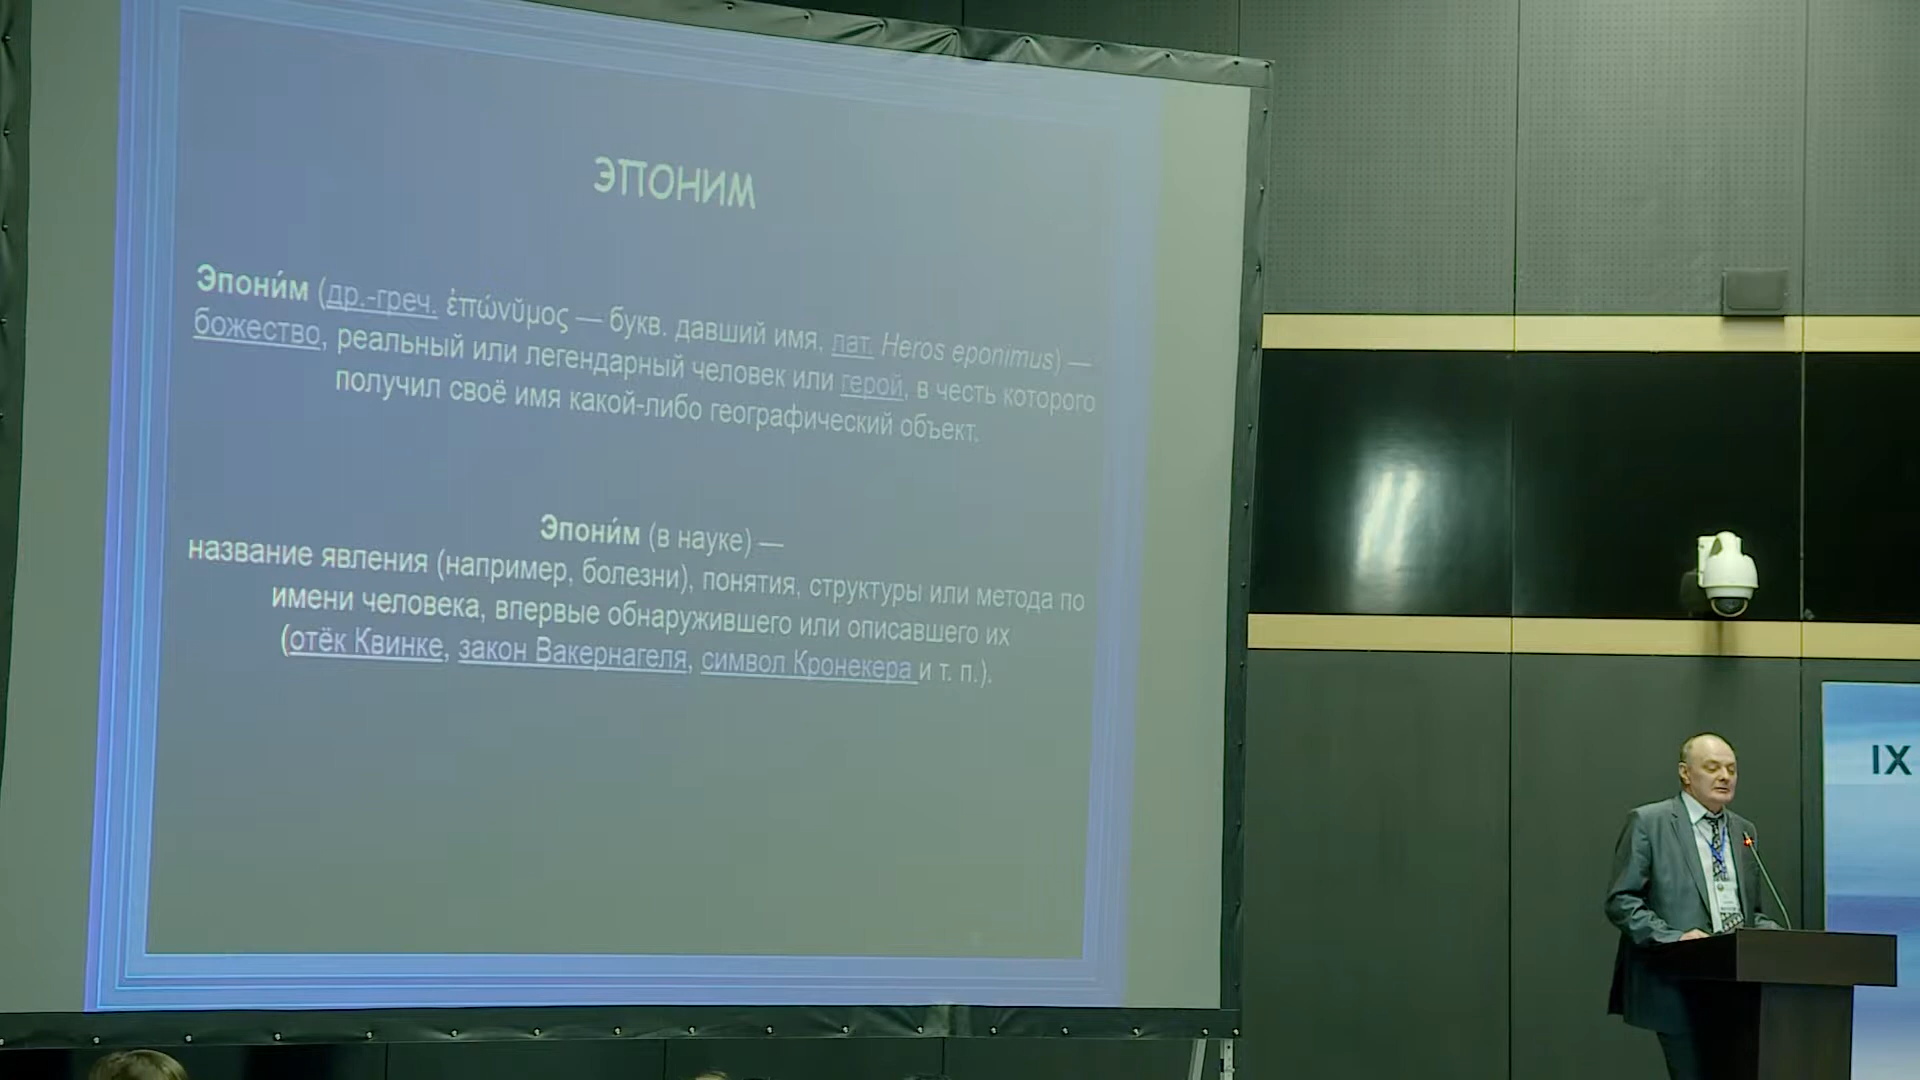 ЭПОНИМ
Эпони́м (др.-греч. ἐπώνῠμος — букв. давший имя, лат. Heros eponimus) —
божество, реальный или легендарный человек или герой, в честь которого
получил своё имя какой-либо географический объект.
Эпони́м (в науке) —
название явления (например, болезни), понятия, структуры или метода по
имени человека, впервые обнаружившего или описавшего их
(отёк Квинке, закон Вакернагеля, символ Кронекера и т. п.).
IX